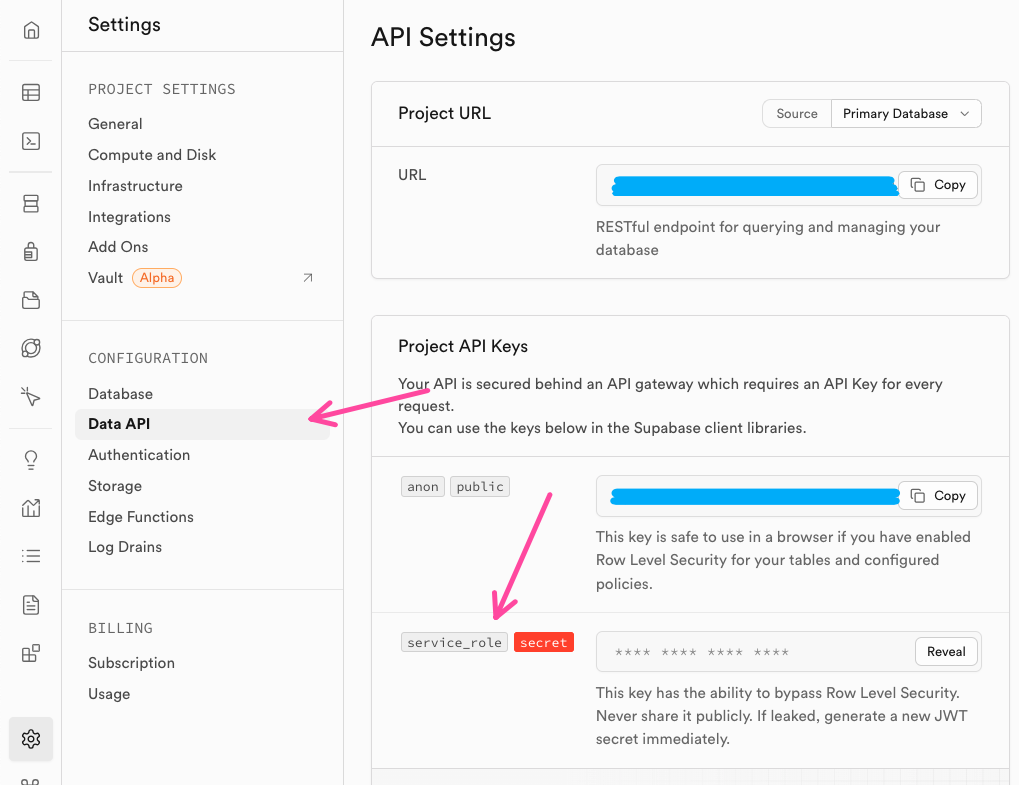 Settings
PROJECT SETTINGS
General
Compute and Disk
Infrastructure
Integrations
Add Ons
Vault Alpha
CONFIGURATION
Database
Data API
Authentication
Storage
Edge Functions
Log Drains
BILLING
Subscription
Usage
API Settings
Project URL
Source Primary Database
URL
Copy
RESTful endpoint for querying and managing your
database
Project API Keys
Your API is secured behind an API gateway which requires an API Key for every
request.
You can use the keys below in the Supabase client libraries.
anon public
Copy
This key is safe to use in a browser if you have enabled
Row Level Security for your tables and configured
policies.
service_role secret
**** **** **** ****
Reveal
This key has the ability to bypass Row Level Security.
Never share it publicly. If leaked, generate a new JWT
secret immediately.